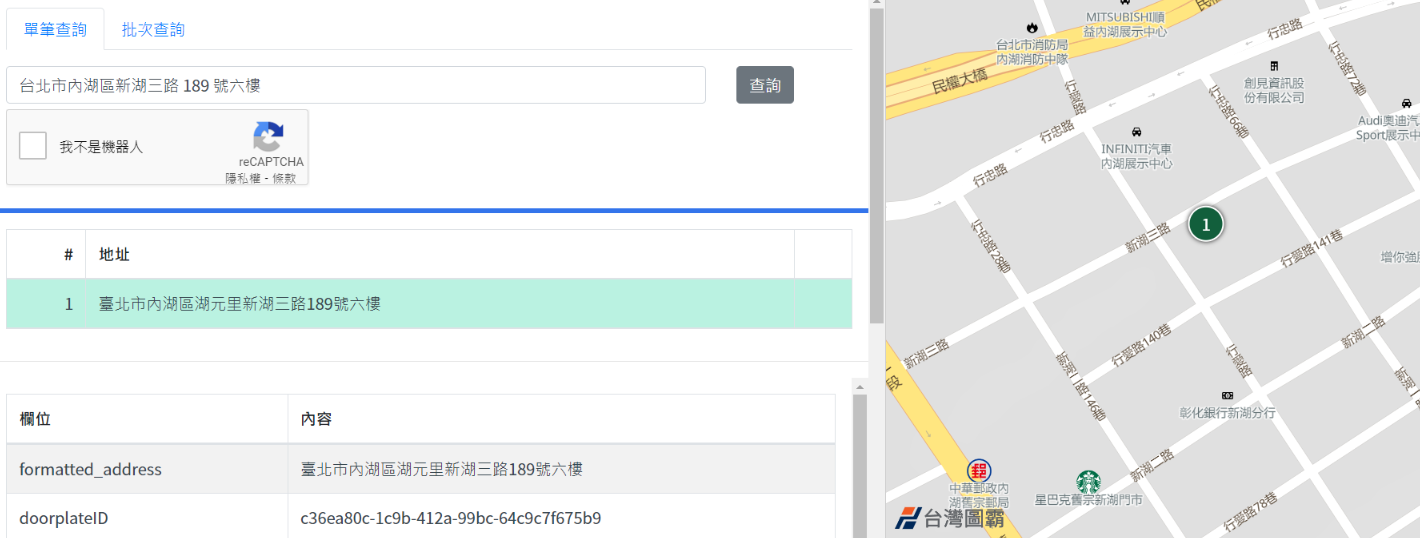 單筆查詢
批次查詢
台北市內湖區新湖三路 189 號六樓
查詢
我不是機器人
reCAPTCHA
隱私權 - 條款
# 地址
1 臺北市內湖區湖元里新湖三路189號六樓
欄位 內容
formatted_address 臺北市內湖區湖元里新湖三路189號六樓
doorplateID c36ea80c-1c9b-412a-99bc-64c9c7f675b9
MITSUBISHI順
益內湖展示中心
民
行忠路
台北市消防局
內湖消防中隊
行忠路72巷
民權大橋
行愛路
創見資訊股
份有限公司
行忠路66巷
Audi奧迪汽
Sport展示中
行忠路
INFINITI汽車
內湖展示中心
行忠路
1
新湖三路
行忠路28巷
行愛路141巷
增你強
新湖三路
行愛路140巷
行愛路
新湖二路
段
新湖二路146巷
行愛路
彰化銀行新湖分行
新湖二路
郵
中華郵政內
湖舊宗郵局
星巴克舊宗新湖門市
行愛路78巷
台灣圖霸